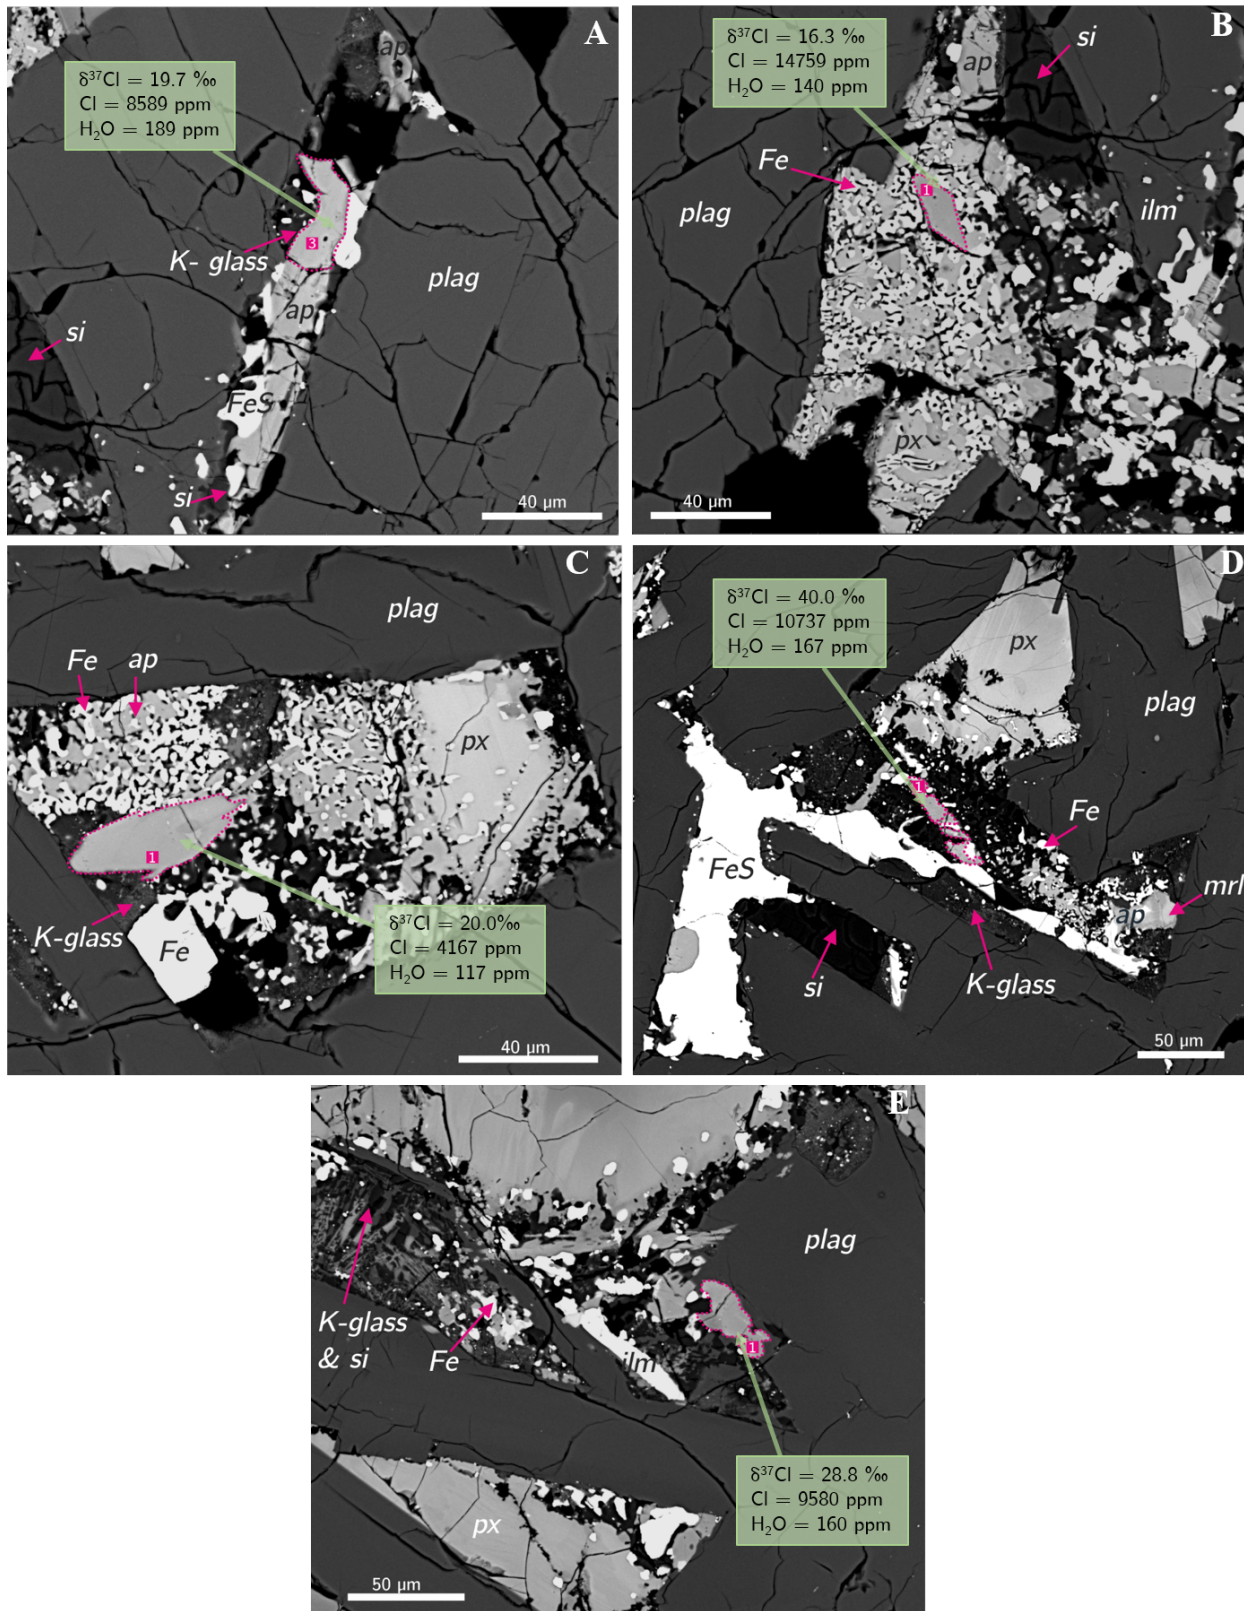 A
ap
δ³⁷Cl = 19.7 ‰
Cl = 8589 ppm
H₂O = 189 ppm
K- glass
3
plag
ap
si
FeS
si
40 µm
B
δ³⁷Cl = 16.3 ‰
Cl = 14759 ppm
H₂O = 140 ppm
ap
si
Fe
1
plag
ilm
px
40 µm
C
plag
Fe
ap
px
1
K-glass
δ³⁷Cl = 20.0‰
Cl = 4167 ppm
H₂O = 117 ppm
Fe
40 µm
D
δ³⁷Cl = 40.0 ‰
Cl = 10737 ppm
H₂O = 167 ppm
px
plag
1
Fe
FeS
mrl
ap
si
K-glass
50 µm
E
plag
K-glass
& si
Fe
ilm
1
δ³⁷Cl = 28.8 ‰
Cl = 9580 ppm
H₂O = 160 ppm
px
50 µm